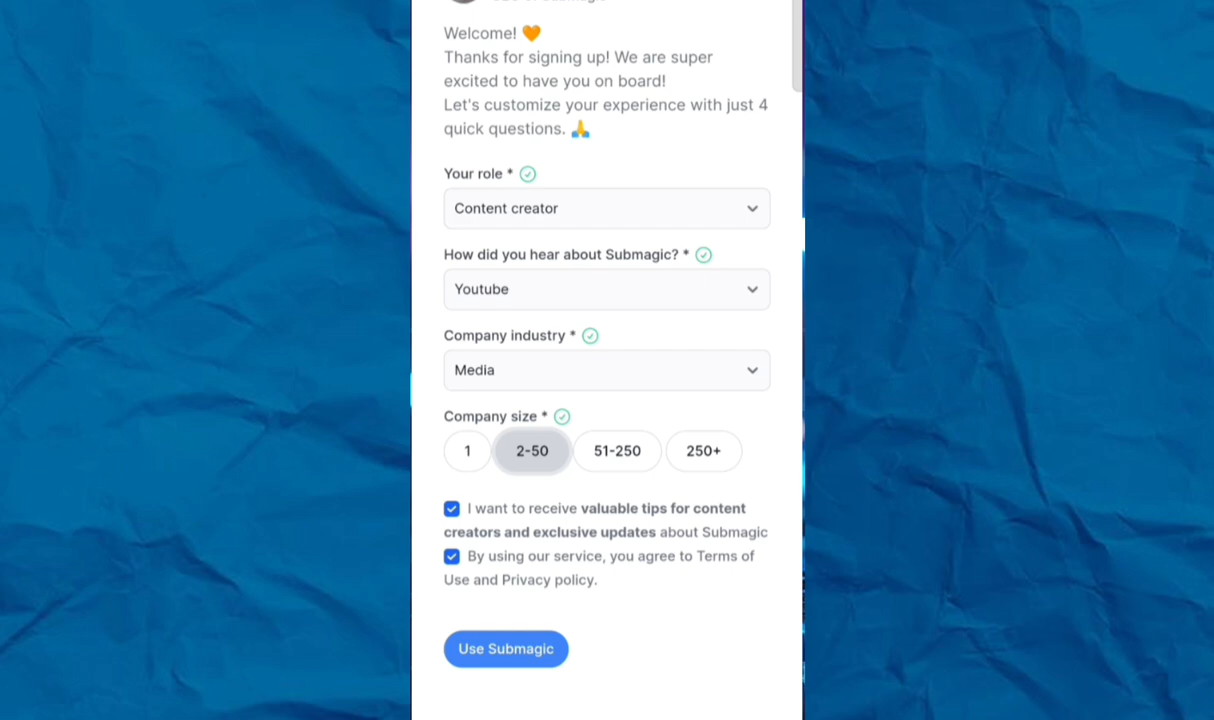 Welcome! 🧡
Thanks for signing up! We are super
excited to have you on board!
Let's customize your experience with just 4
quick questions. 🙏
Your role *
Content creator
How did you hear about Submagic? *
Youtube
Company industry *
Media
Company size *
1 2-50 51-250 250+
I want to receive valuable tips for content
creators and exclusive updates about Submagic
By using our service, you agree to Terms of
Use and Privacy policy.
Use Submagic